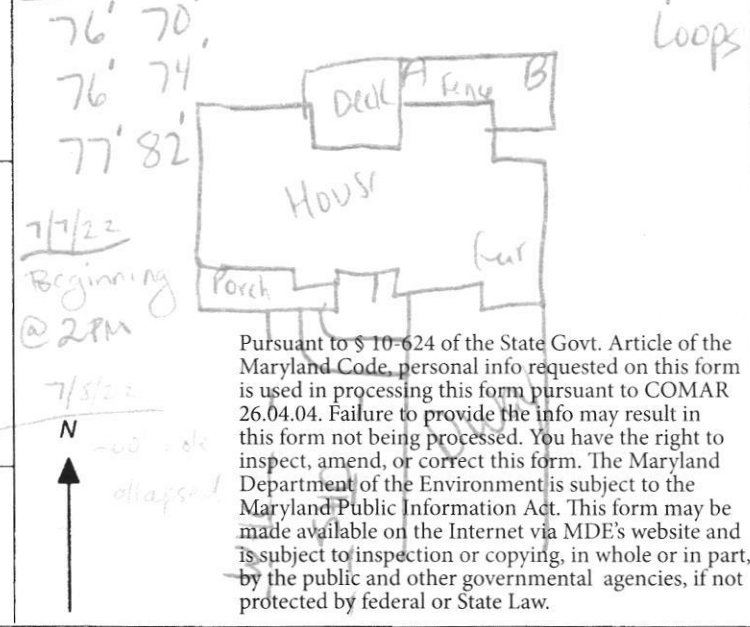 76' 70'
76' 74'
77' 82'
Loops
A
B
Deck
Fence
House
7/7/22
Beginning
@ 2PM
Porch
7/8/22
N
Pursuant to § 10-624 of the State Govt. Article of the
Maryland Code, personal info requested on this form
is used in processing this form pursuant to COMAR
26.04.04. Failure to provide the info may result in
this form not being processed. You have the right to
inspect, amend, or correct this form. The Maryland
Department of the Environment is subject to the
Maryland Public Information Act. This form may be
made available on the Internet via MDE's website and
is subject to inspection or copying, in whole or in part,
by the public and other governmental agencies, if not
protected by federal or State Law.